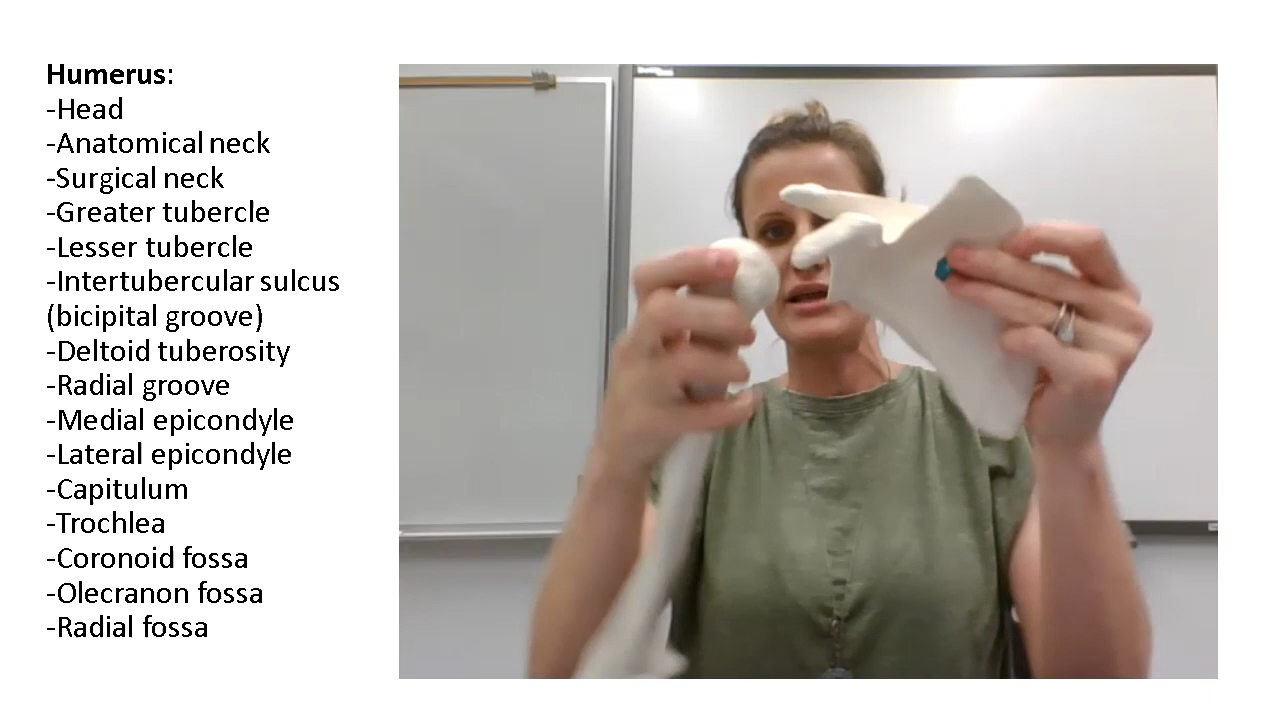 Humerus:
-Head
-Anatomical neck
-Surgical neck
-Greater tubercle
-Lesser tubercle
-Intertubercular sulcus
(bicipital groove)
-Deltoid tuberosity
-Radial groove
-Medial epicondyle
-Lateral epicondyle
-Capitulum
-Trochlea
-Coronoid fossa
-Olecranon fossa
-Radial fossa